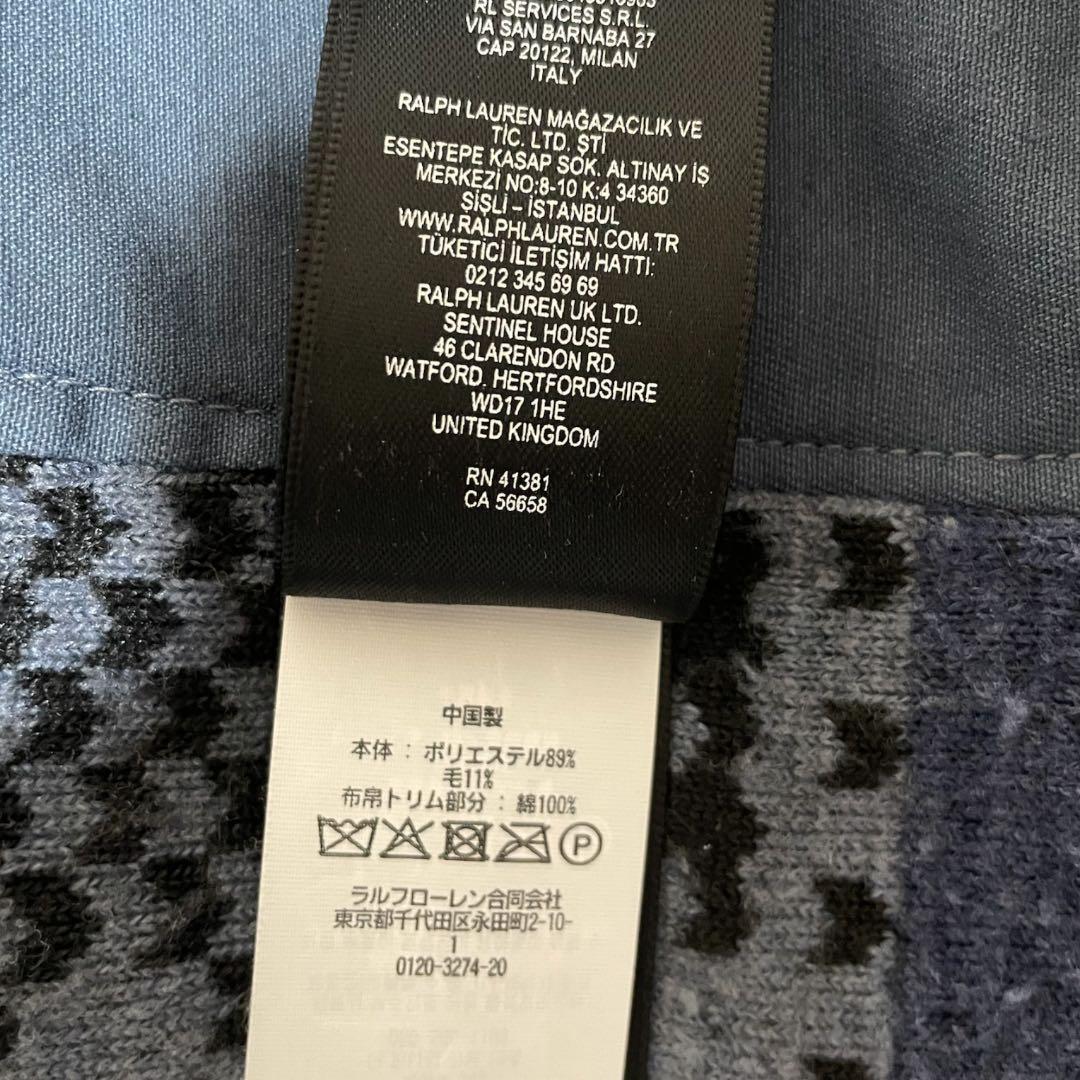 RL SERVICES S.R.L.
VIA SAN BARNABA 27
CAP 20122, MILAN
ITALY
RALPH LAUREN MAĞAZACILIK VE
TİC. LTD. ŞTİ
ESENTEPE KASAP SOK. ALTINAY İŞ
MERKEZİ NO:8-10 K:4 34360
ŞİŞLİ – İSTANBUL
WWW.RALPHLAUREN.COM.TR
TÜKETİCİ İLETİŞİM HATTI:
0212 345 69 69
RALPH LAUREN UK LTD.
SENTINEL HOUSE
46 CLARENDON RD
WATFORD. HERTFORDSHIRE
WD17 1HE
UNITED KINGDOM
RN 41381
CA 56658
中国製
本体 : ポリエステル89%
毛11%
布帛トリム部分 : 綿100%
P
ラルフローレン合同会社
東京都千代田区永田町2-10-
1
0120-3274-20